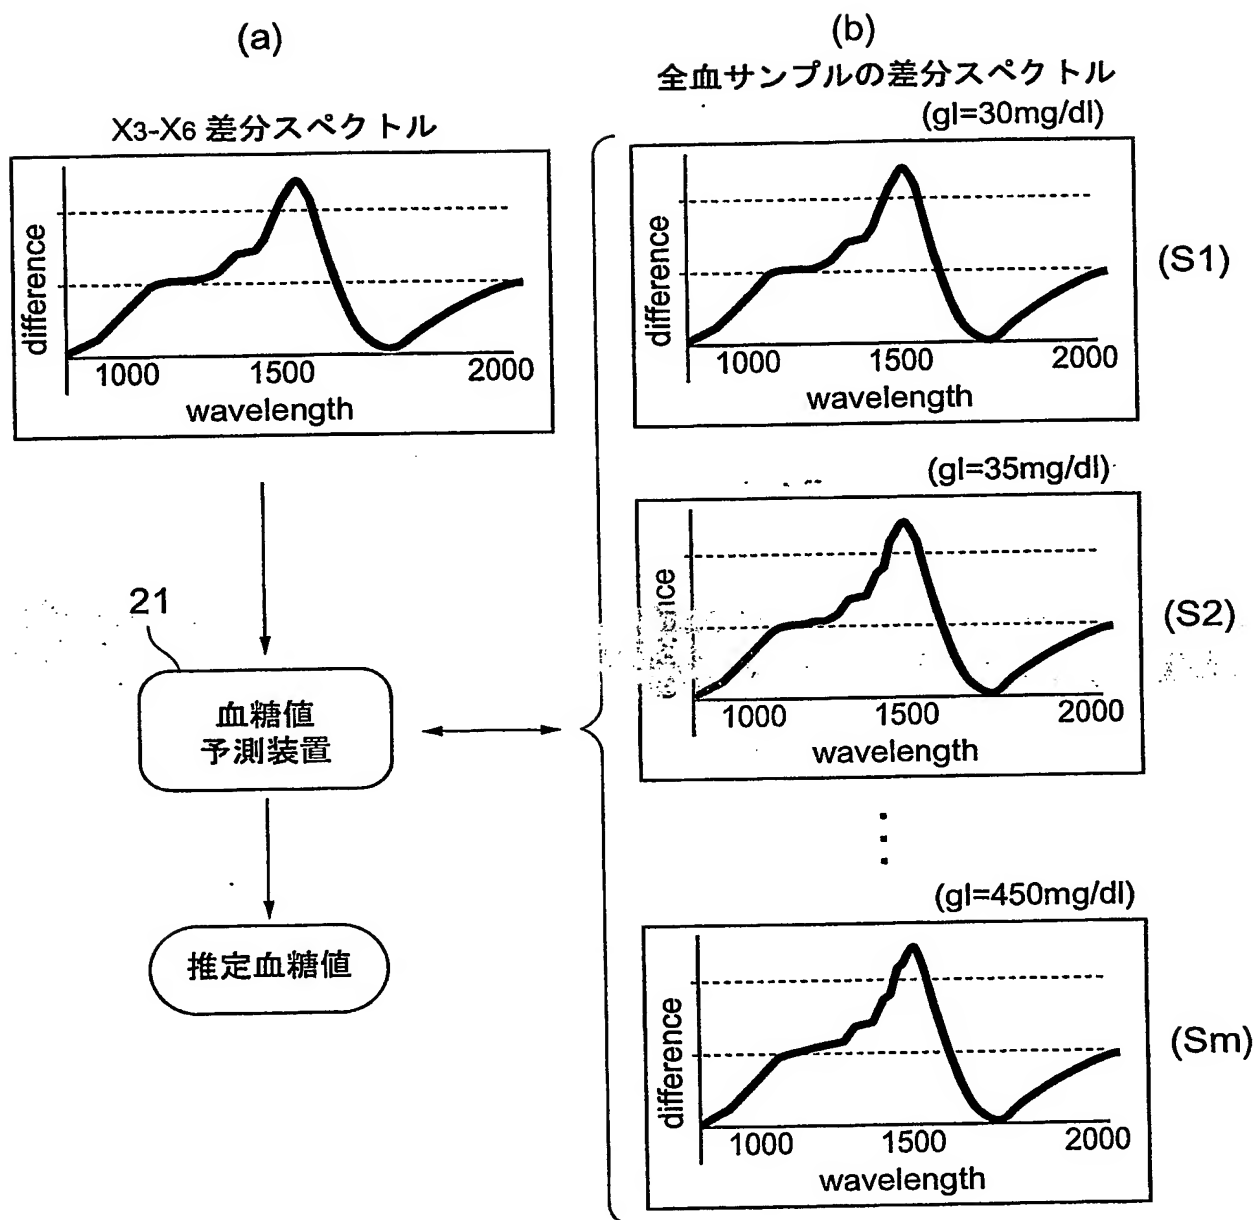 (a)
X3-X6 差分スペクトル
difference
1000 1500 2000
wavelength
21
血糖値
予測装置
推定血糖値
(b)
全血サンプルの差分スペクトル
(gl=30mg/dl)
difference
1000 1500 2000
wavelength
(S1)
(gl=35mg/dl)
1000 1500 2000
wavelength
(S2)
(gl=450mg/dl)
difference
1000 1500 2000
wavelength
(Sm)